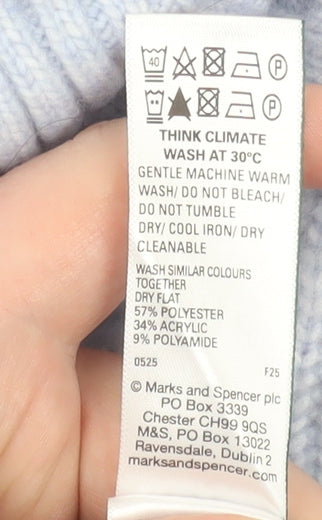 40 P
P
THINK CLIMATE
WASH AT 30°C
GENTLE MACHINE WARM
WASH/ DO NOT BLEACH/
DO NOT TUMBLE
DRY/ COOL IRON/ DRY
CLEANABLE
WASH SIMILAR COLOURS
TOGETHER
DRY FLAT
57% POLYESTER
34% ACRYLIC
9% POLYAMIDE
0525 F25
© Marks and Spencer plc
PO Box 3339
Chester CH99 9QS
M&S, PO Box 13022
Ravensdale, Dublin 2
marksandspencer.com